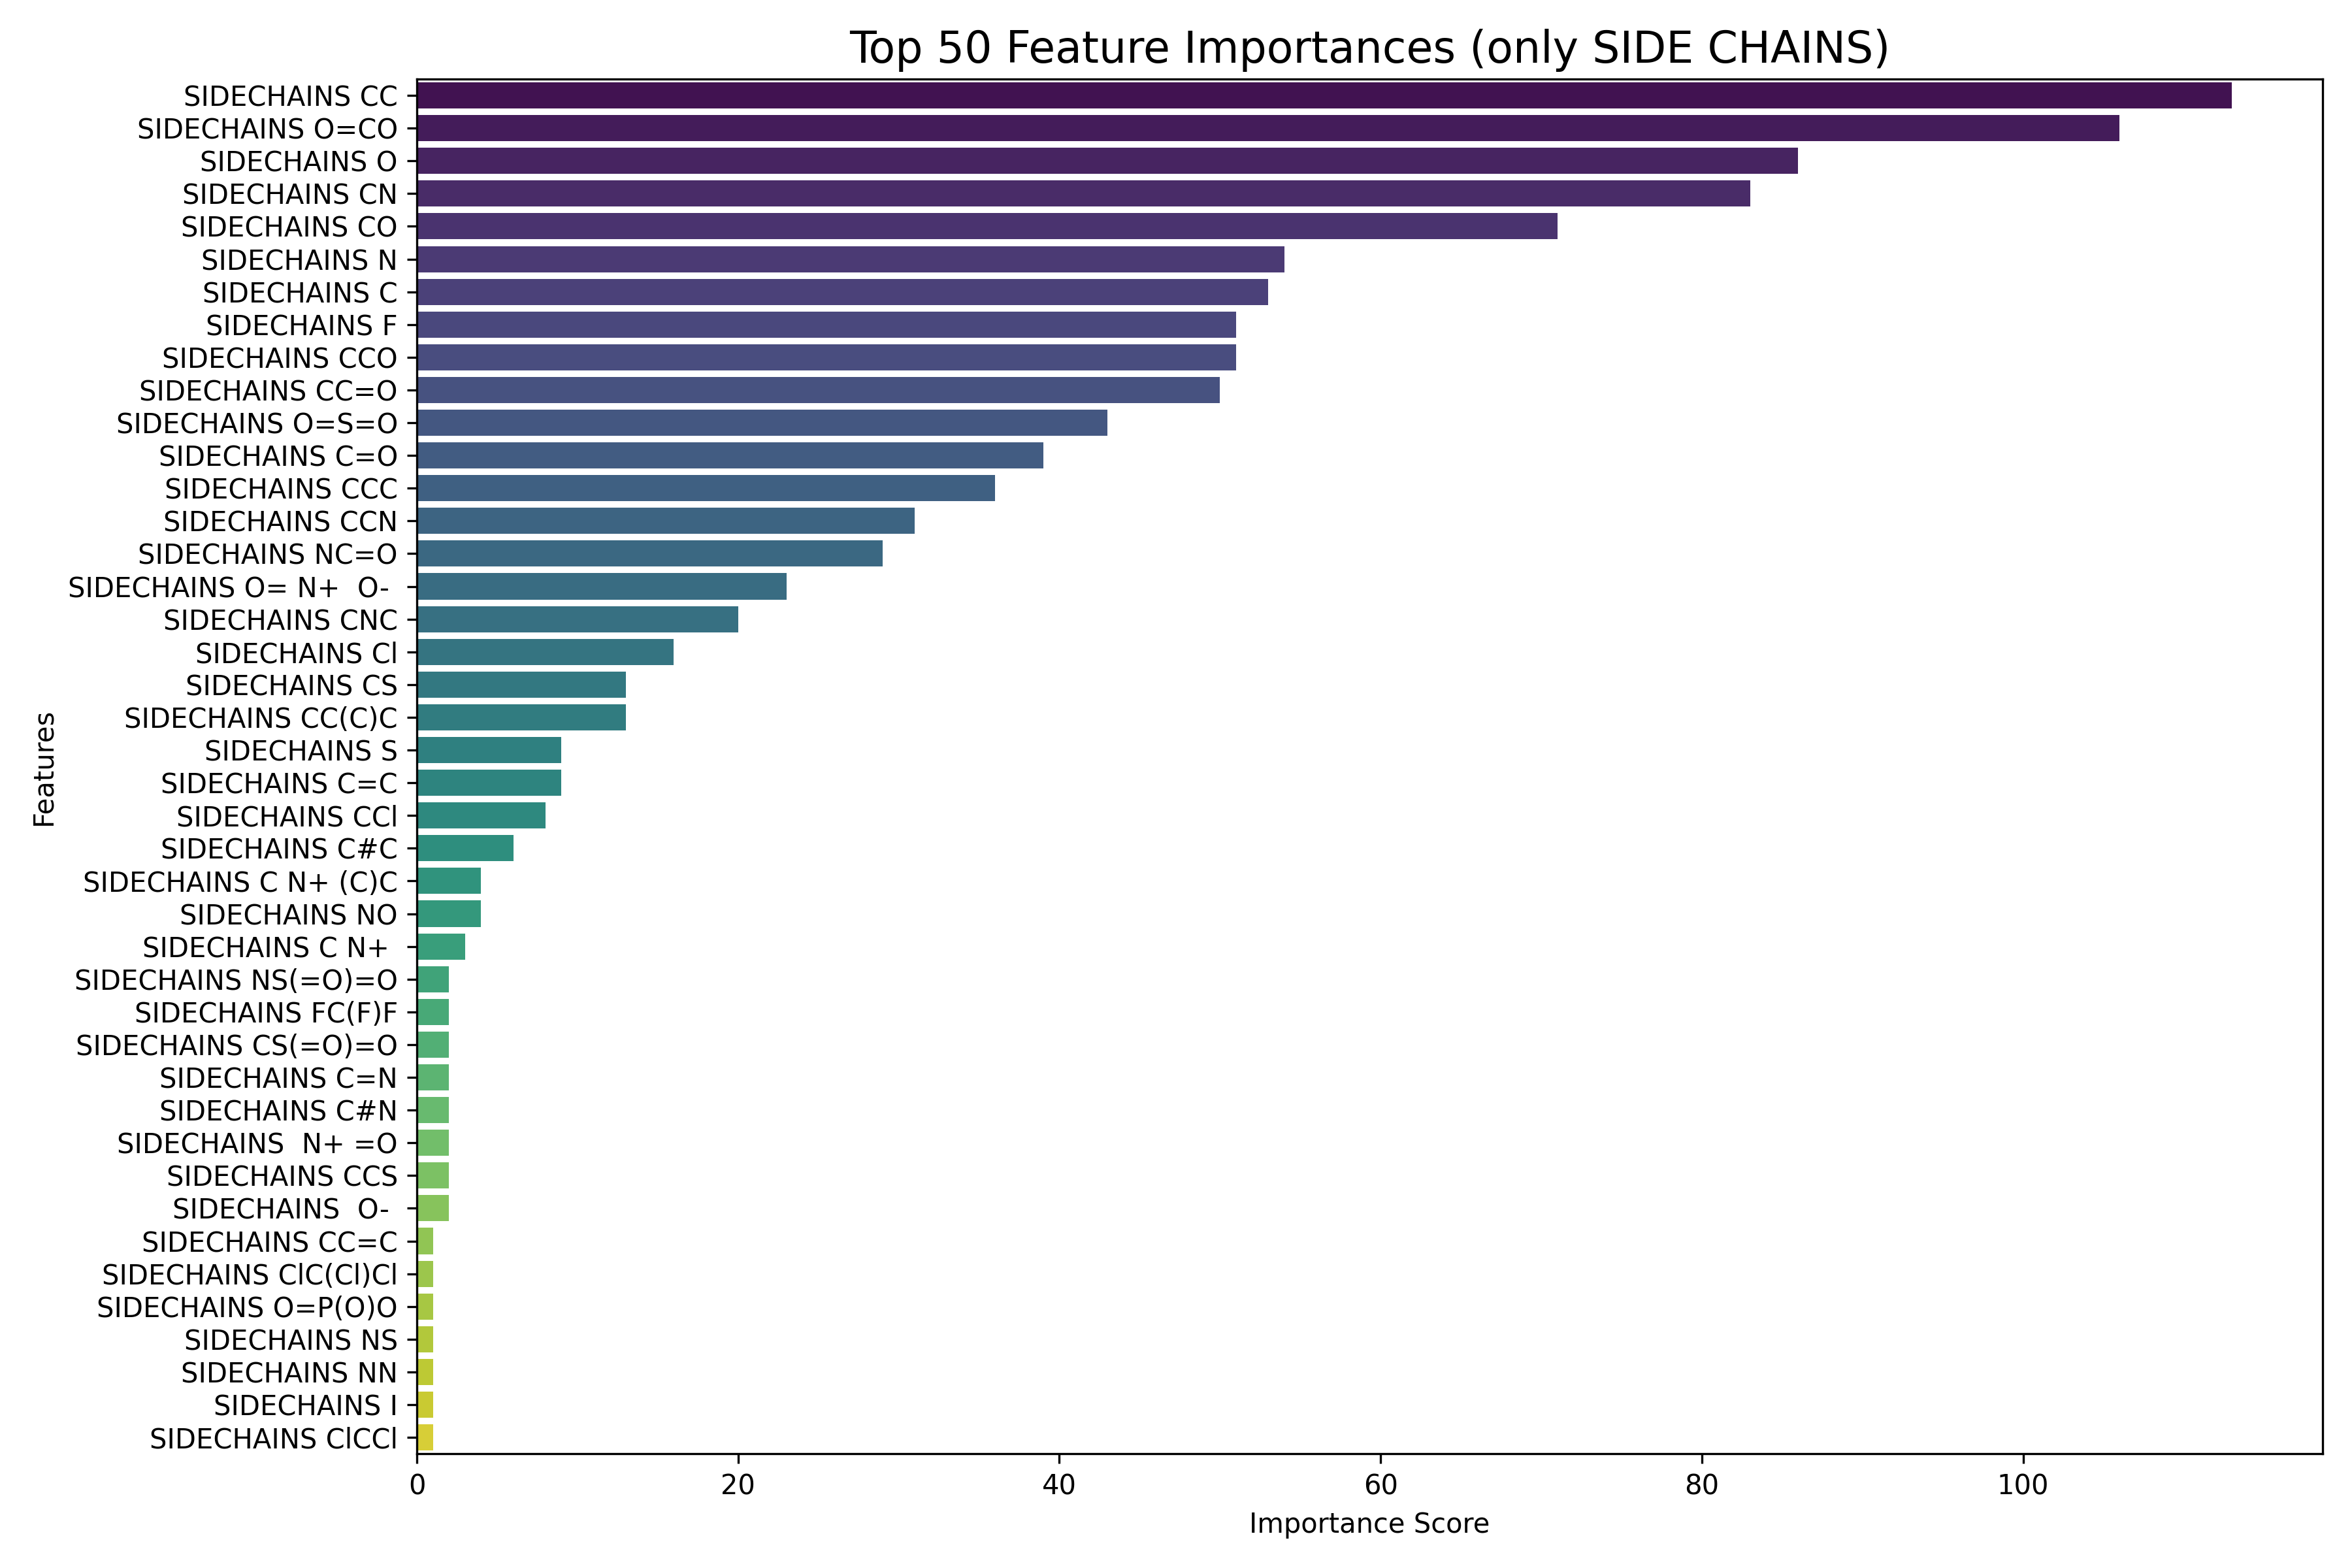 Top 50 Feature Importances (only SIDE CHAINS)
SIDECHAINS CC
SIDECHAINS O=CO
SIDECHAINS O
SIDECHAINS CN
SIDECHAINS CO
SIDECHAINS N
SIDECHAINS C
SIDECHAINS F
SIDECHAINS CCO
SIDECHAINS CC=O
SIDECHAINS O=S=O
SIDECHAINS C=O
SIDECHAINS CCC
SIDECHAINS CCN
SIDECHAINS NC=O
SIDECHAINS O= N+  O-
SIDECHAINS CNC
SIDECHAINS Cl
SIDECHAINS CS
SIDECHAINS CC(C)C
SIDECHAINS S
SIDECHAINS C=C
SIDECHAINS CCl
SIDECHAINS C#C
SIDECHAINS C N+ (C)C
SIDECHAINS NO
SIDECHAINS C N+
SIDECHAINS NS(=O)=O
SIDECHAINS FC(F)F
SIDECHAINS CS(=O)=O
SIDECHAINS C=N
SIDECHAINS C#N
SIDECHAINS  N+ =O
SIDECHAINS CCS
SIDECHAINS  O-
SIDECHAINS CC=C
SIDECHAINS ClC(Cl)Cl
SIDECHAINS O=P(O)O
SIDECHAINS NS
SIDECHAINS NN
SIDECHAINS I
SIDECHAINS ClCCl
Features
0 20 40 60 80 100
Importance Score